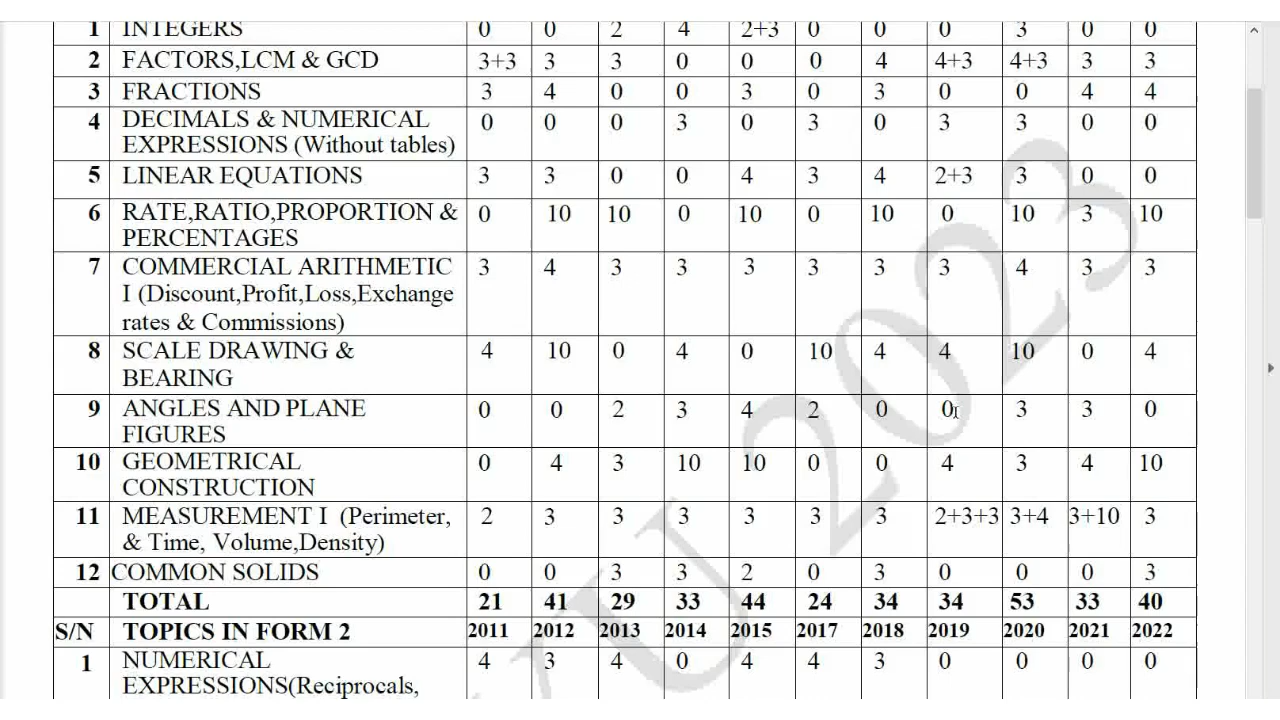 1 INTEGERS 0 0 2 4 2+3 0 0 0 3 0 0
2 FACTORS,LCM & GCD 3+3 3 3 0 0 0 4 4+3 4+3 3 3
3 FRACTIONS 3 4 0 0 3 0 3 0 0 4 4
4 DECIMALS & NUMERICAL 0 0 0 3 0 3 0 3 3 0 0
EXPRESSIONS (Without tables)
5 LINEAR EQUATIONS 3 3 0 0 4 3 4 2+3 3 0 0
6 RATE,RATIO,PROPORTION & 0 10 10 0 10 0 10 0 10 3 10
PERCENTAGES
7 COMMERCIAL ARITHMETIC 3 4 3 3 3 3 3 3 4 3 3
I (Discount,Profit,Loss,Exchange
rates & Commissions)
8 SCALE DRAWING & 4 10 0 4 0 10 4 4 10 0 4
BEARING
9 ANGLES AND PLANE 0 0 2 3 4 2 0 0 3 3 0
FIGURES
10 GEOMETRICAL 0 4 3 10 10 0 0 4 3 4 10
CONSTRUCTION
11 MEASUREMENT I (Perimeter, 2 3 3 3 3 3 3 2+3+3 3+4 3+10 3
& Time, Volume,Density)
12 COMMON SOLIDS 0 0 3 3 2 0 3 0 0 0 3
TOTAL 21 41 29 33 44 24 34 34 53 33 40
S/N TOPICS IN FORM 2 2011 2012 2013 2014 2015 2017 2018 2019 2020 2021 2022
1 NUMERICAL 4 3 4 0 4 4 3 0 0 0 0
EXPRESSIONS(Reciprocals,
2023